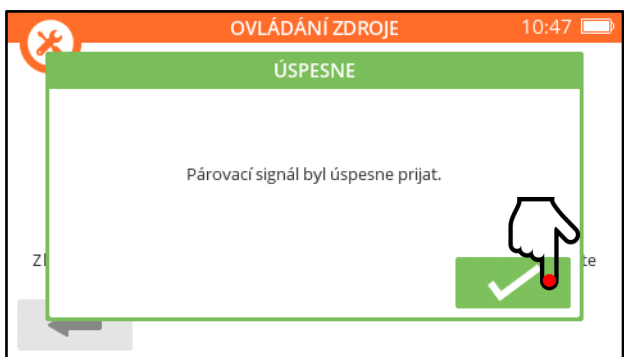 OVLÁDÁNÍ ZDROJE 10:47
ÚSPESNE
Párovací signál byl úspesne prijat.